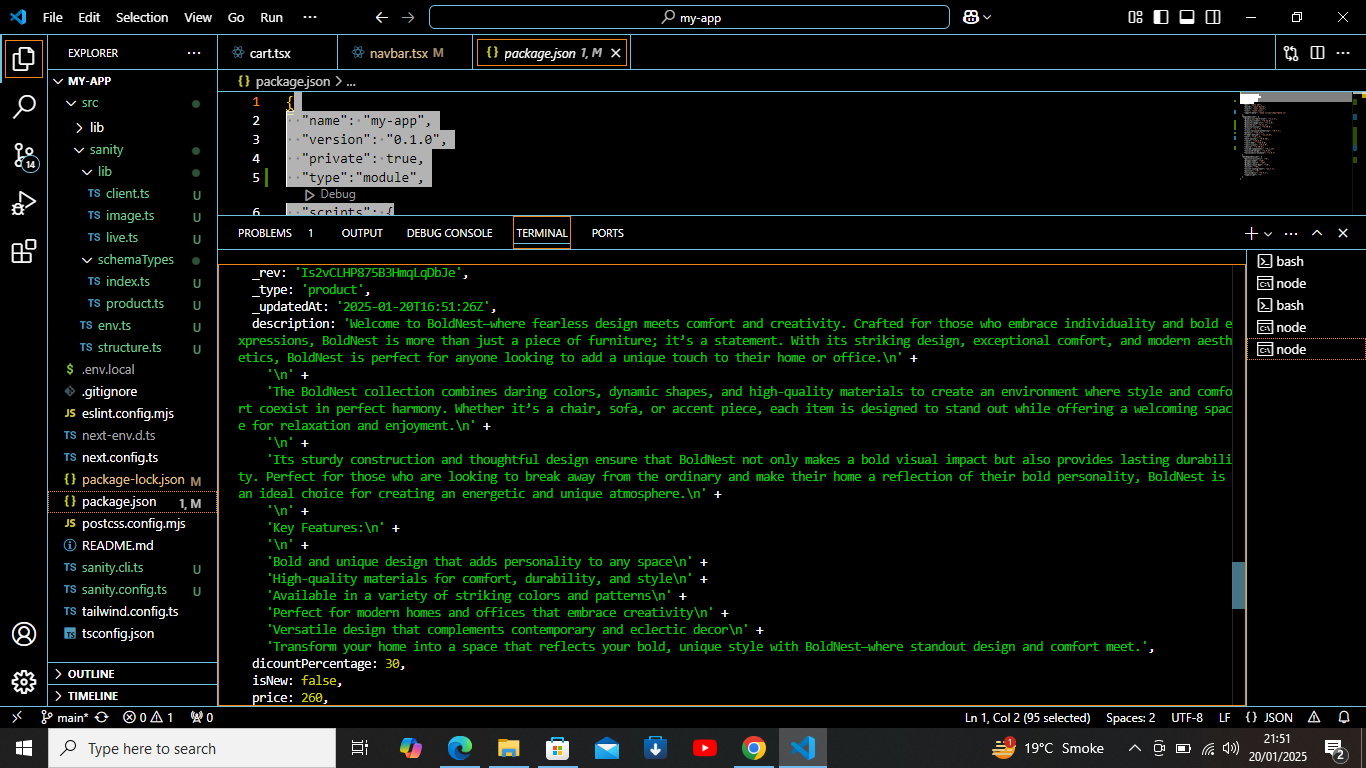 File Edit Selection View Go Run ··· my-app
EXPLORER ···
MY-APP
src
lib
sanity
lib
TS client.ts U
TS image.ts U
TS live.ts U
schemaTypes
TS index.ts U
TS product.ts U
TS env.ts U
TS structure.ts U
$ .env.local
.gitignore
JS eslint.config.mjs
TS next-env.d.ts
TS next.config.ts
{} package-lock.json M
{} package.json 1, M
JS postcss.config.mjs
README.md
TS sanity.cli.ts U
TS sanity.config.ts U
TS tailwind.config.ts
TS tsconfig.json
OUTLINE
TIMELINE
14
cart.tsx navbar.tsx M {} package.json 1, M
{} package.json > ...
1 {
2 "name": "my-app",
3 "version": "0.1.0",
4 "private": true,
5 "type":"module",
Debug
6 "scripts": {
PROBLEMS 1 OUTPUT DEBUG CONSOLE TERMINAL PORTS
_rev: 'Is2vCLHP875B3HmqLqDbJe',
_type: 'product',
_updatedAt: '2025-01-20T16:51:26Z',
description: 'Welcome to BoldNest—where fearless design meets comfort and creativity. Crafted for those who embrace individuality and bold e
xpressions, BoldNest is more than just a piece of furniture; it’s a statement. With its striking design, exceptional comfort, and modern aesth
etics, BoldNest is perfect for anyone looking to add a unique touch to their home or office.\n' +
'\n' +
'The BoldNest collection combines daring colors, dynamic shapes, and high-quality materials to create an environment where style and comfo
rt coexist in perfect harmony. Whether it’s a chair, sofa, or accent piece, each item is designed to stand out while offering a welcoming spac
e for relaxation and enjoyment.\n' +
'\n' +
'Its sturdy construction and thoughtful design ensure that BoldNest not only makes a bold visual impact but also provides lasting durabili
ty. Perfect for those who are looking to break away from the ordinary and make their home a reflection of their bold personality, BoldNest is
an ideal choice for creating an energetic and unique atmosphere.\n' +
'\n' +
'Key Features:\n' +
'\n' +
'Bold and unique design that adds personality to any space\n' +
'High-quality materials for comfort, durability, and style\n' +
'Available in a variety of striking colors and patterns\n' +
'Perfect for modern homes and offices that embrace creativity\n' +
'Versatile design that complements contemporary and eclectic decor\n' +
'Transform your home into a space that reflects your bold, unique style with BoldNest—where standout design and comfort meet.',
dicountPercentage: 30,
isNew: false,
price: 260,
bash
node
bash
node
node
main* 0 1 0 Ln 1, Col 2 (95 selected) Spaces: 2 UTF-8 LF {} JSON
Type here to search 1 19°C Smoke 21:51
20/01/2025 2